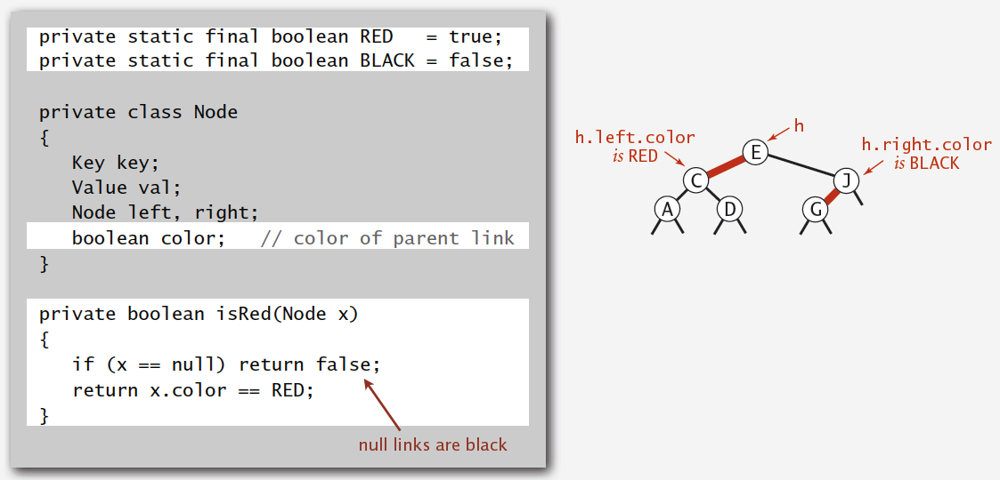 private static final boolean RED   = true;
private static final boolean BLACK = false;
private class Node
{
   Key key;
   Value val;
   Node left, right;
   boolean color;   // color of parent link
}
private boolean isRed(Node x)
{
   if (x == null) return false;
   return x.color == RED;
}
null links are black
h
h.left.color
is RED
h.right.color
is BLACK
E
C
J
A
D
G